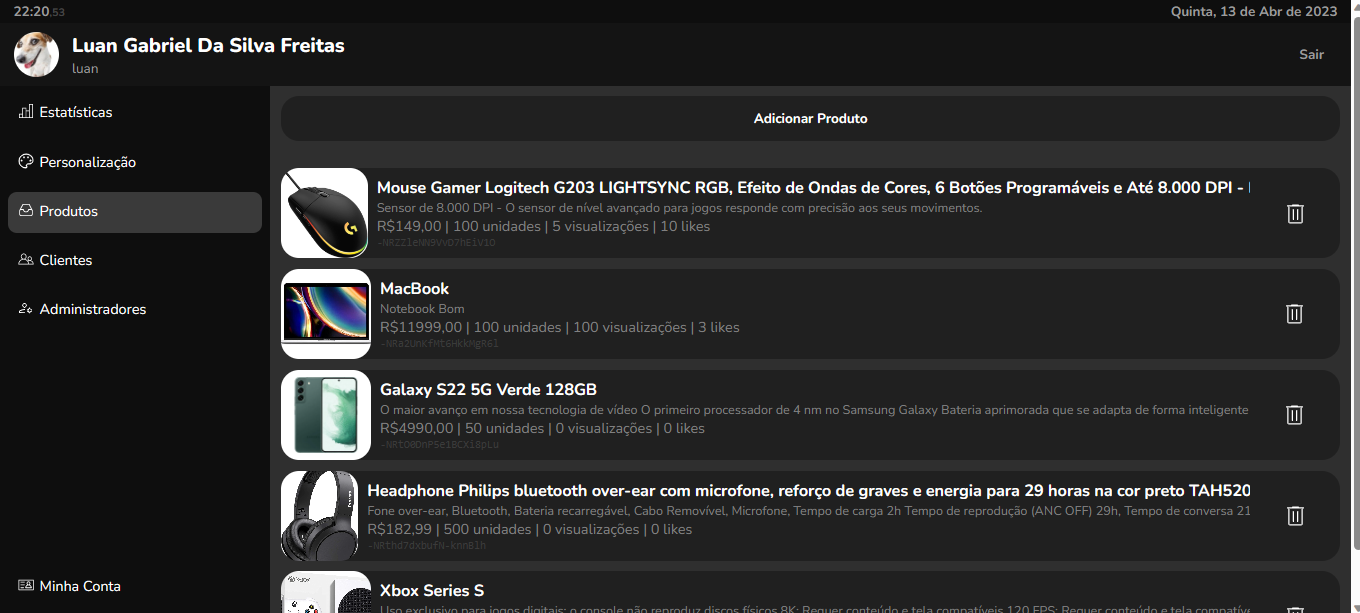 22:20,53
Quinta, 13 de Abr de 2023
Luan Gabriel Da Silva Freitas
luan
Sair
Estatísticas
Personalização
Produtos
Clientes
Administradores
Minha Conta
Adicionar Produto
Mouse Gamer Logitech G203 LIGHTSYNC RGB, Efeito de Ondas de Cores, 6 Botões Programáveis e Até 8.000 DPI -
Sensor de 8.000 DPI - O sensor de nível avançado para jogos responde com precisão aos seus movimentos.
R$149,00 | 100 unidades | 5 visualizações | 10 likes
MacBook
Notebook Bom
R$11999,00 | 100 unidades | 100 visualizações | 3 likes
Galaxy S22 5G Verde 128GB
O maior avanço em nossa tecnologia de vídeo O primeiro processador de 4 nm no Samsung Galaxy Bateria aprimorada que se adapta de forma inteligente
R$4990,00 | 50 unidades | 0 visualizações | 0 likes
Headphone Philips bluetooth over-ear com microfone, reforço de graves e energia para 29 horas na cor preto TAH520
Fone over-ear, Bluetooth, Bateria recarregável, Cabo Removível, Microfone, Tempo de carga 2h Tempo de reprodução (ANC OFF) 29h, Tempo de conversa 21
R$182,99 | 500 unidades | 0 visualizações | 0 likes
Xbox Series S
Uso exclusivo para jogos digitais: o console não reproduz discos físicos 8K: Requer conteúdo e tela compatíveis 120 FPS: Requer conteúdo e tela